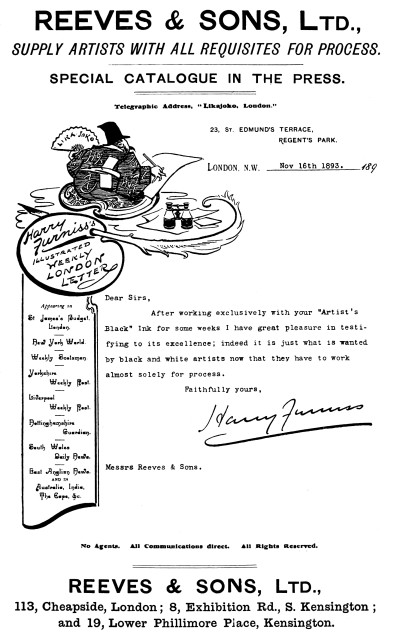 REEVES & SONS, LTD.,
SUPPLY ARTISTS WITH ALL REQUISITES FOR PROCESS.
SPECIAL CATALOGUE IN THE PRESS.
Telegraphic Address, "Likajoko, London."
23, ST. EDMUND'S TERRACE,
REGENT'S PARK.
LIKA JOKO
LONDON. N.W. Nov 16th 1893. 189
Harry
Furniss's
ILLUSTRATED
WEEKLY
LONDON
LETTER
Appearing in
St James's Budget.
London.
New York World.
Weekly Scotsman.
Yorkshire
Weekly Post.
Liverpool
Weekly Post.
Nottinghamshire
Guardian.
South Wales
Daily News.
East Anglian News.
AND IN
Australia, India,
The Cape, &c.
Dear Sirs,
After working exclusively with your "Artist's
Black" Ink for some weeks I have great pleasure in testi-
fying to its excellence; indeed it is just what is wanted
by black and white artists now that they have to work
almost solely for process.
Faithfully yours,
Harry Furniss
Messrs Reeves & Sons.
No Agents. All Communications direct. All Rights Reserved.
REEVES & SONS, LTD.,
113, Cheapside, London; 8, Exhibition Rd., S. Kensington;
and 19, Lower Phillimore Place, Kensington.